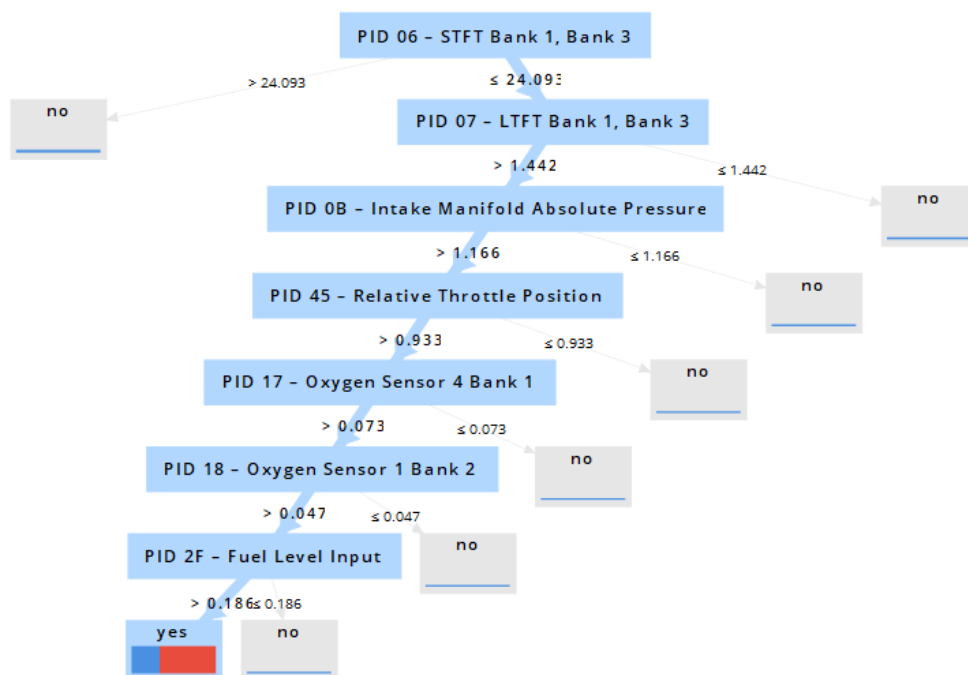 PID 06 – STFT Bank 1, Bank 3
> 24.093
≤ 24.093
no
PID 07 – LTFT Bank 1, Bank 3
> 1.442
≤ 1.442
no
PID 0B – Intake Manifold Absolute Pressure
> 1.166
≤ 1.166
no
PID 45 – Relative Throttle Position
> 0.933
≤ 0.933
no
PID 17 – Oxygen Sensor 4 Bank 1
> 0.073
≤ 0.073
no
PID 18 – Oxygen Sensor 1 Bank 2
> 0.047
≤ 0.047
no
PID 2F – Fuel Level Input
> 0.186
≤ 0.186
yes
no